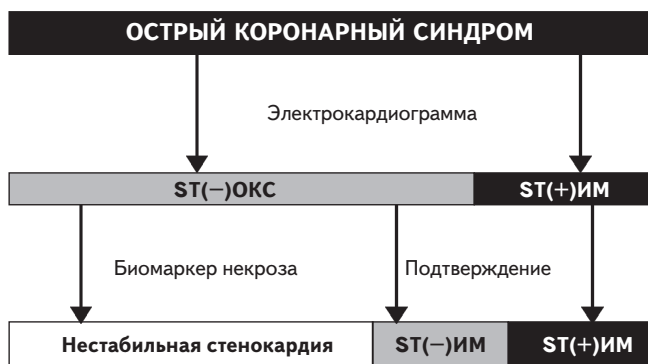 ОСТРЫЙ КОРОНАРНЫЙ СИНДРОМ
Электрокардиограмма
ST(−)ОКС ST(+)ИМ
Биомаркер некроза Подтверждение
Нестабильная стенокардия ST(−)ИМ ST(+)ИМ